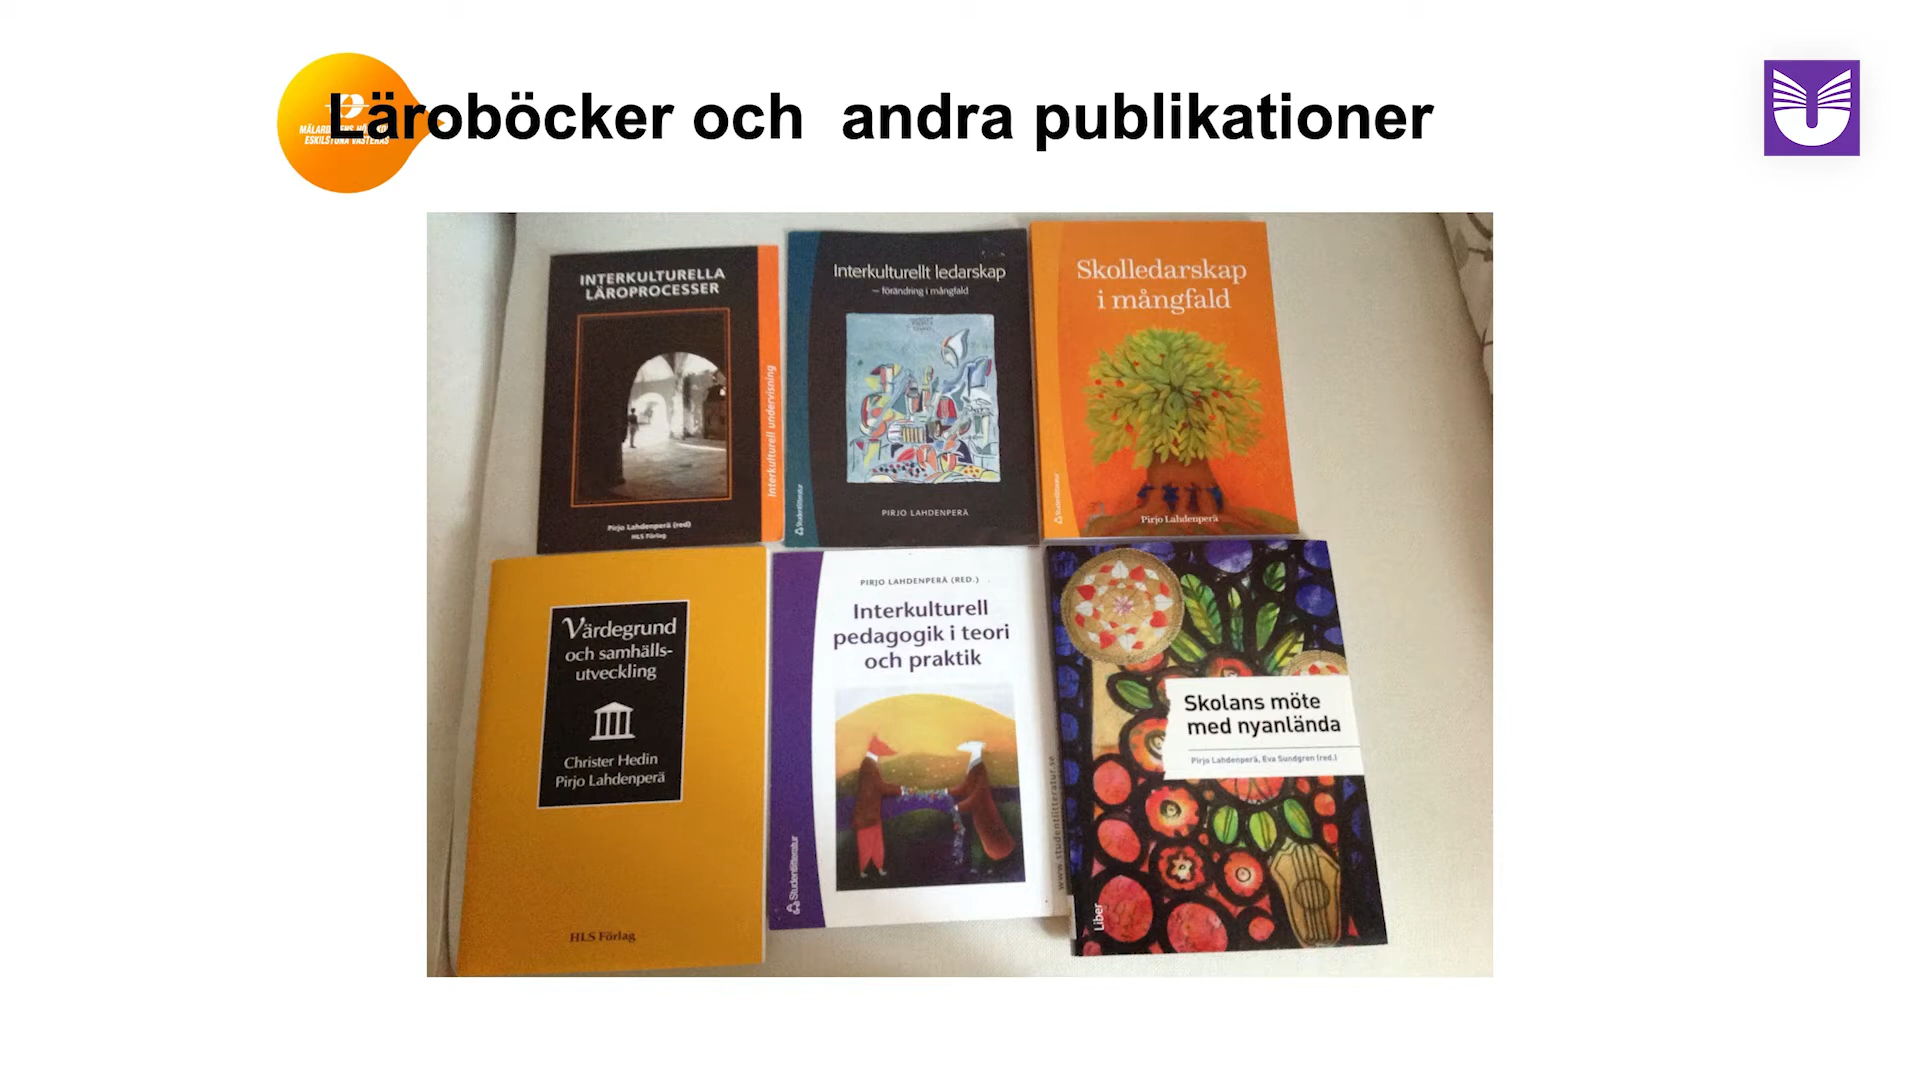 Läroböcker och  andra publikationer
ESKILSTUNA VÄSTERÅS
INTERKULTURELLA
LÄROPROCESSER
Interkulturell undervisning
Pirjo Lahdenperä (red)
HLS Förlag
Interkulturellt ledarskap
– förändring i mångfald
PIRJO LAHDENPERÄ
Studentlitteratur
Skolledarskap
i mångfald
Pirjo Lahdenperä
Studentlitteratur
Värdegrund
och samhälls-
utveckling
Christer Hedin
Pirjo Lahdenperä
HLS Förlag
PIRJO LAHDENPERÄ (RED.)
Interkulturell
pedagogik i teori
och praktik
Studentlitteratur
www.studentlitteratur.se
Skolans möte
med nyanlända
Pirjo Lahdenperä, Eva Sundgren (red.)
Liber